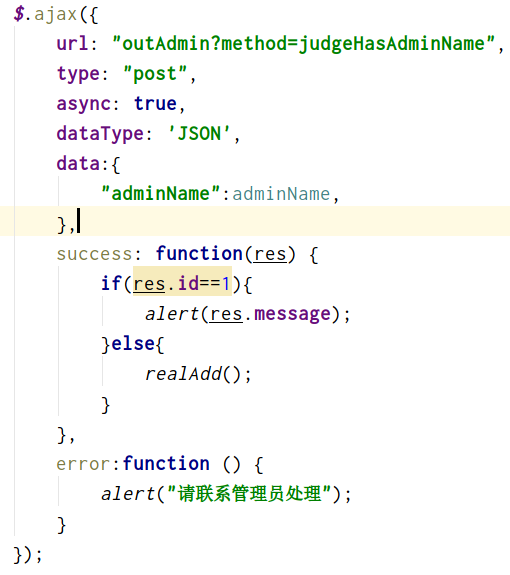 $.ajax({
    url: "outAdmin?method=judgeHasAdminName",
    type: "post",
    async: true,
    dataType: 'JSON',
    data:{
        "adminName":adminName,
    },
    success: function(res) {
        if(res.id==1){
            alert(res.message);
        }else{
            realAdd();
        }
    },
    error:function () {
        alert("请联系管理员处理");
    }
});